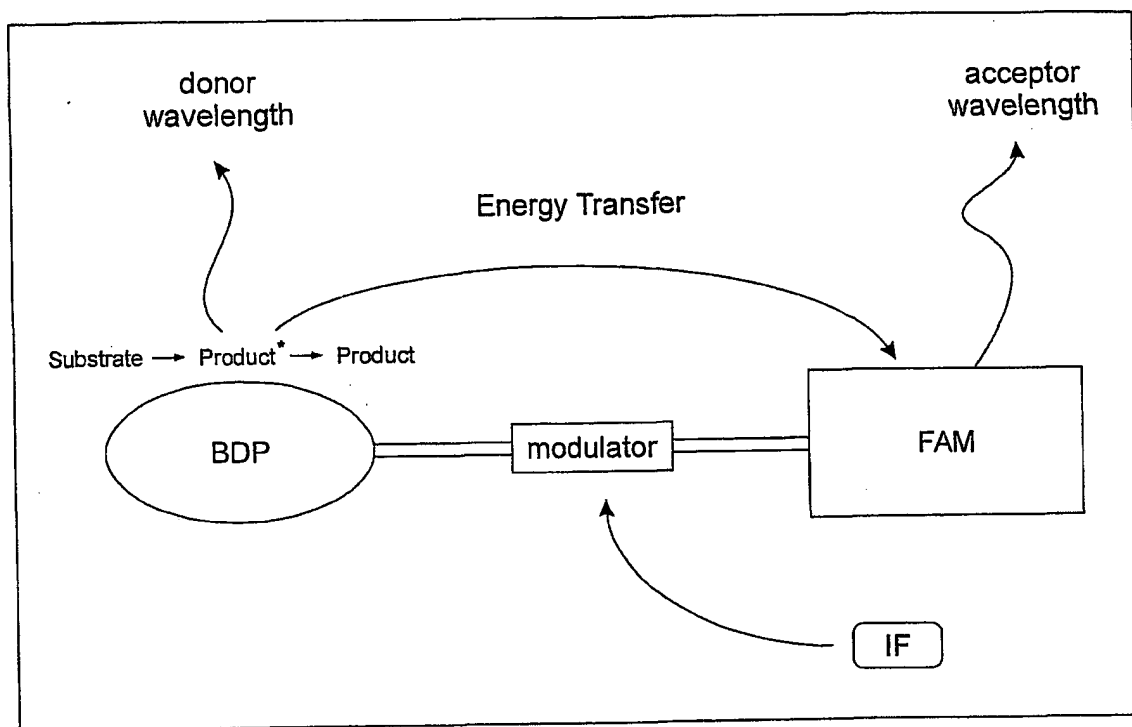 donor
wavelength
acceptor
wavelength
Energy Transfer
Substrate → Product* → Product
BDP
modulator
FAM
IF